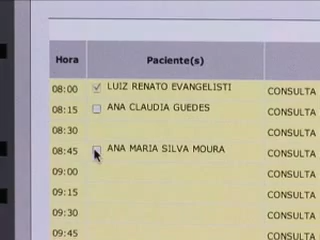 Hora Paciente(s)
08:00 LUIZ RENATO EVANGELISTI CONSULTA
08:15 ANA CLAUDIA GUEDES CONSULTA
08:30 CONSULTA
08:45 ANA MARIA SILVA MOURA CONSULTA
09:00 CONSULTA
09:15 CONSULTA
09:30 CONSULTA
09:45 CONSULTA